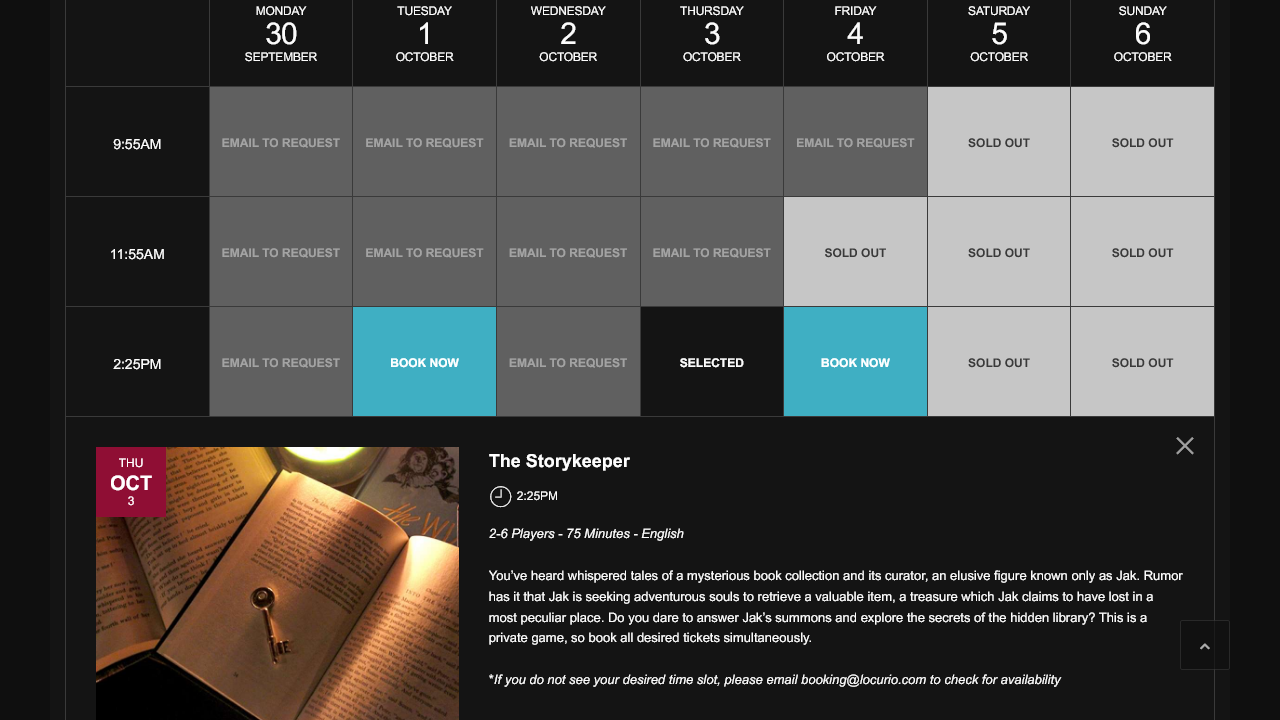 MONDAY TUESDAY WEDNESDAY THURSDAY FRIDAY SATURDAY SUNDAY
30 1 2 3 4 5 6
SEPTEMBER OCTOBER OCTOBER OCTOBER OCTOBER OCTOBER OCTOBER
9:55AM EMAIL TO REQUEST EMAIL TO REQUEST EMAIL TO REQUEST EMAIL TO REQUEST EMAIL TO REQUEST SOLD OUT SOLD OUT
11:55AM EMAIL TO REQUEST EMAIL TO REQUEST EMAIL TO REQUEST EMAIL TO REQUEST SOLD OUT SOLD OUT SOLD OUT
2:25PM EMAIL TO REQUEST BOOK NOW EMAIL TO REQUEST SELECTED BOOK NOW SOLD OUT SOLD OUT
THU
OCT
3
The Storykeeper
2:25PM
2-6 Players - 75 Minutes - English
You've heard whispered tales of a mysterious book collection and its curator, an elusive figure known only as Jak. Rumor
has it that Jak is seeking adventurous souls to retrieve a valuable item, a treasure which Jak claims to have lost in a
most peculiar place. Do you dare to answer Jak's summons and explore the secrets of the hidden library? This is a
private game, so book all desired tickets simultaneously.
*If you do not see your desired time slot, please email booking@locurio.com to check for availability